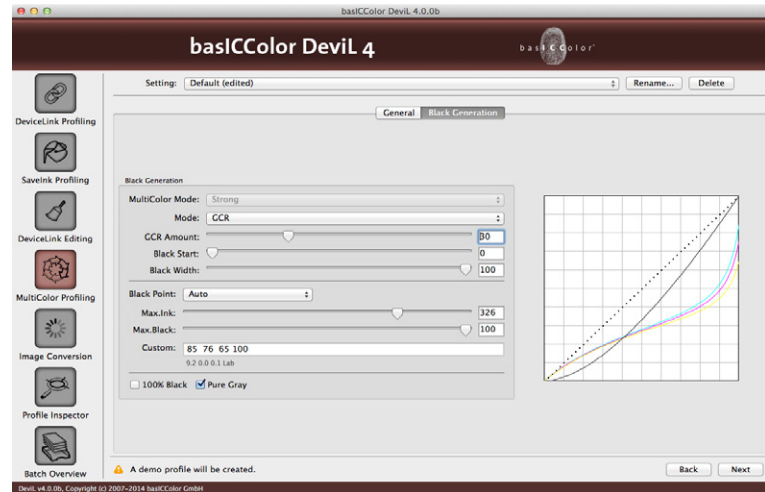 basICColor DeviL 4.0.0b
basICColor DeviL 4
basICColor
Setting: Default (edited) Rename... Delete
General Black Generation
DeviceLink Profiling
SaveInk Profiling
DeviceLink Editing
MultiColor Profiling
Image Conversion
Profile Inspector
Batch Overview
Black Generation
MultiColor Mode: Strong
Mode: GCR
GCR Amount: 30
Black Start: 0
Black Width: 100
Black Point: Auto
Max.Ink: 326
Max.Black: 100
Custom: 85 76 65 100
9.2 0.0 0.1 Lab
100% Black Pure Gray
A demo profile will be created. Back Next
DeviL v4.0.0b, Copyright (c) 2007-2014 basICColor GmbH